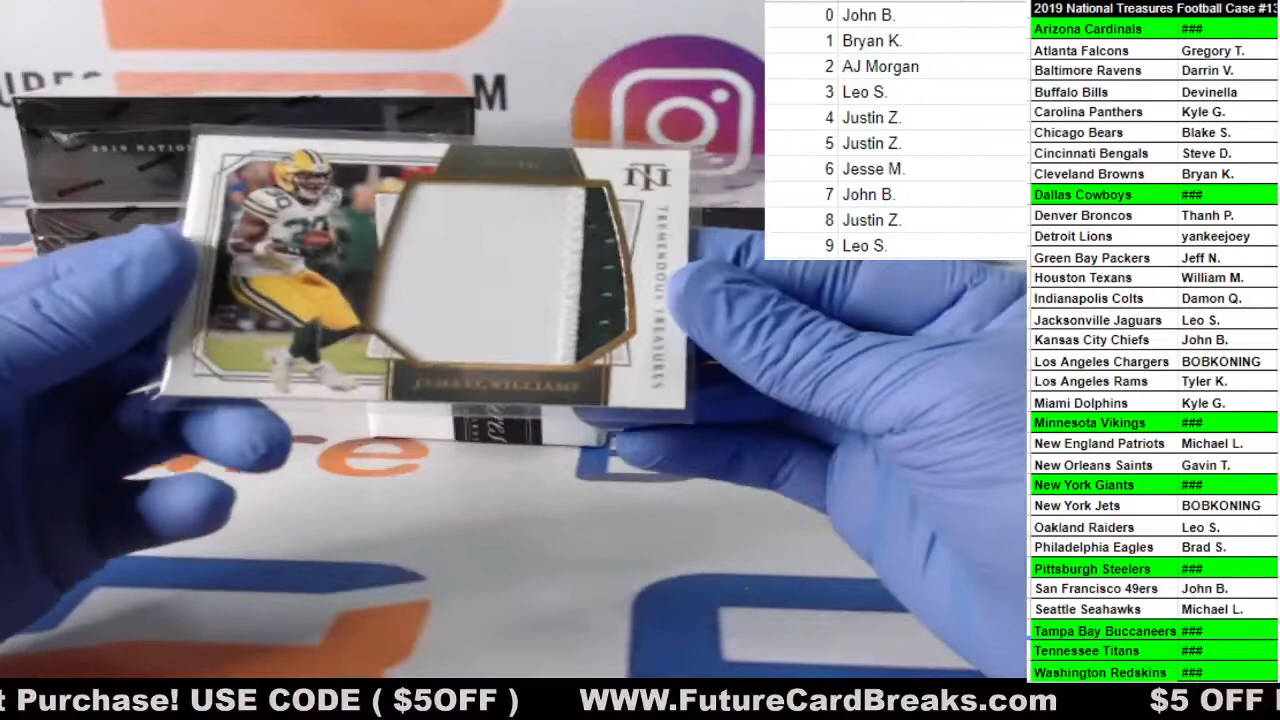 0 John B.
1 Bryan K.
2 AJ Morgan
3 Leo S.
4 Justin Z.
5 Justin Z.
6 Jesse M.
7 John B.
8 Justin Z.
9 Leo S.
2019 National Treasures Football Case #13
Arizona Cardinals ###
Atlanta Falcons Gregory T.
Baltimore Ravens Darrin V.
Buffalo Bills Devinella
Carolina Panthers Kyle G.
Chicago Bears Blake S.
Cincinnati Bengals Steve D.
Cleveland Browns Bryan K.
Dallas Cowboys ###
Denver Broncos Thanh P.
Detroit Lions yankeejoey
Green Bay Packers Jeff N.
Houston Texans William M.
Indianapolis Colts Damon Q.
Jacksonville Jaguars Leo S.
Kansas City Chiefs John B.
Los Angeles Chargers BOBKONING
Los Angeles Rams Tyler K.
Miami Dolphins Kyle G.
Minnesota Vikings ###
New England Patriots Michael L.
New Orleans Saints Gavin T.
New York Giants ###
New York Jets BOBKONING
Oakland Raiders Leo S.
Philadelphia Eagles Brad S.
Pittsburgh Steelers ###
San Francisco 49ers John B.
Seattle Seahawks Michael L.
Tampa Bay Buccaneers ###
Tennessee Titans ###
Washington Redskins ###
2019 NATIO
NT
TREMENDOUS TREASURES
JAMAAL WILLIAMS
t Purchase! USE CODE ( $5OFF ) WWW.FutureCardBreaks.com $5 OFF